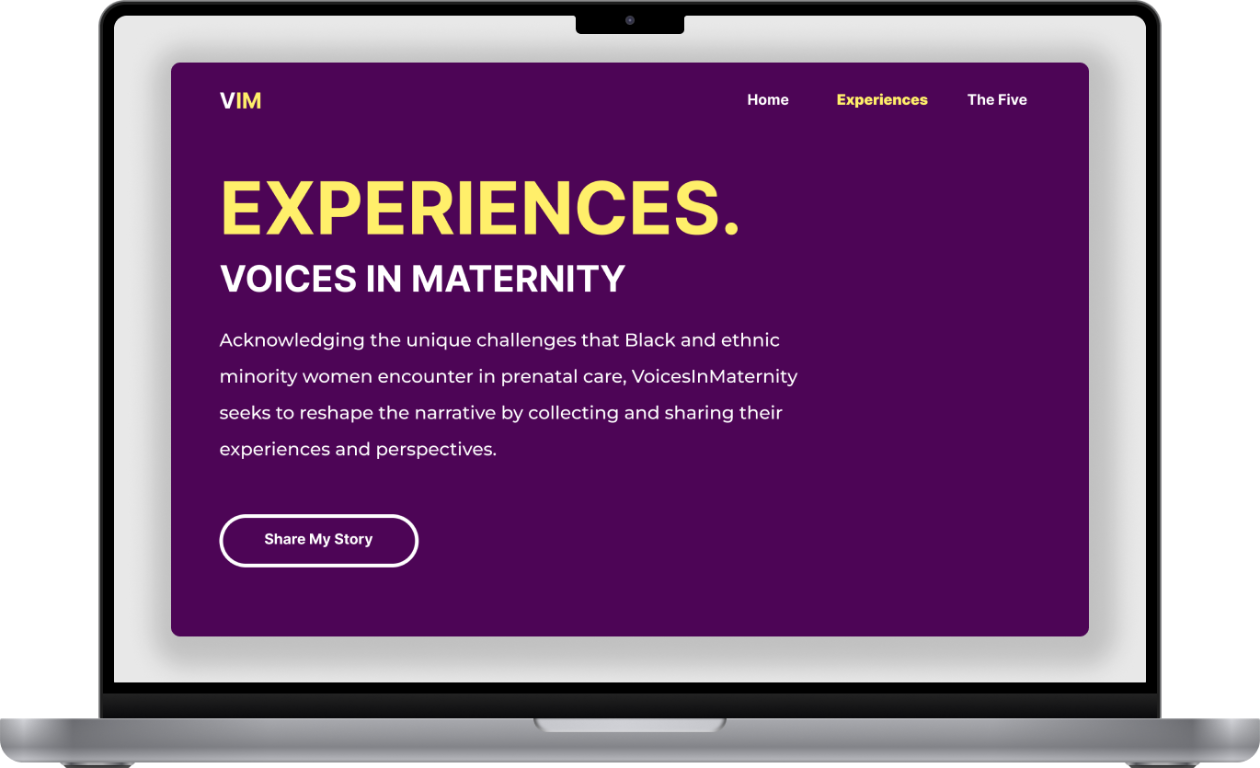 VIM
Home Experiences The Five
EXPERIENCES.
VOICES IN MATERNITY
Acknowledging the unique challenges that Black and ethnic
minority women encounter in prenatal care, VoicesInMaternity
seeks to reshape the narrative by collecting and sharing their
experiences and perspectives.
Share My Story